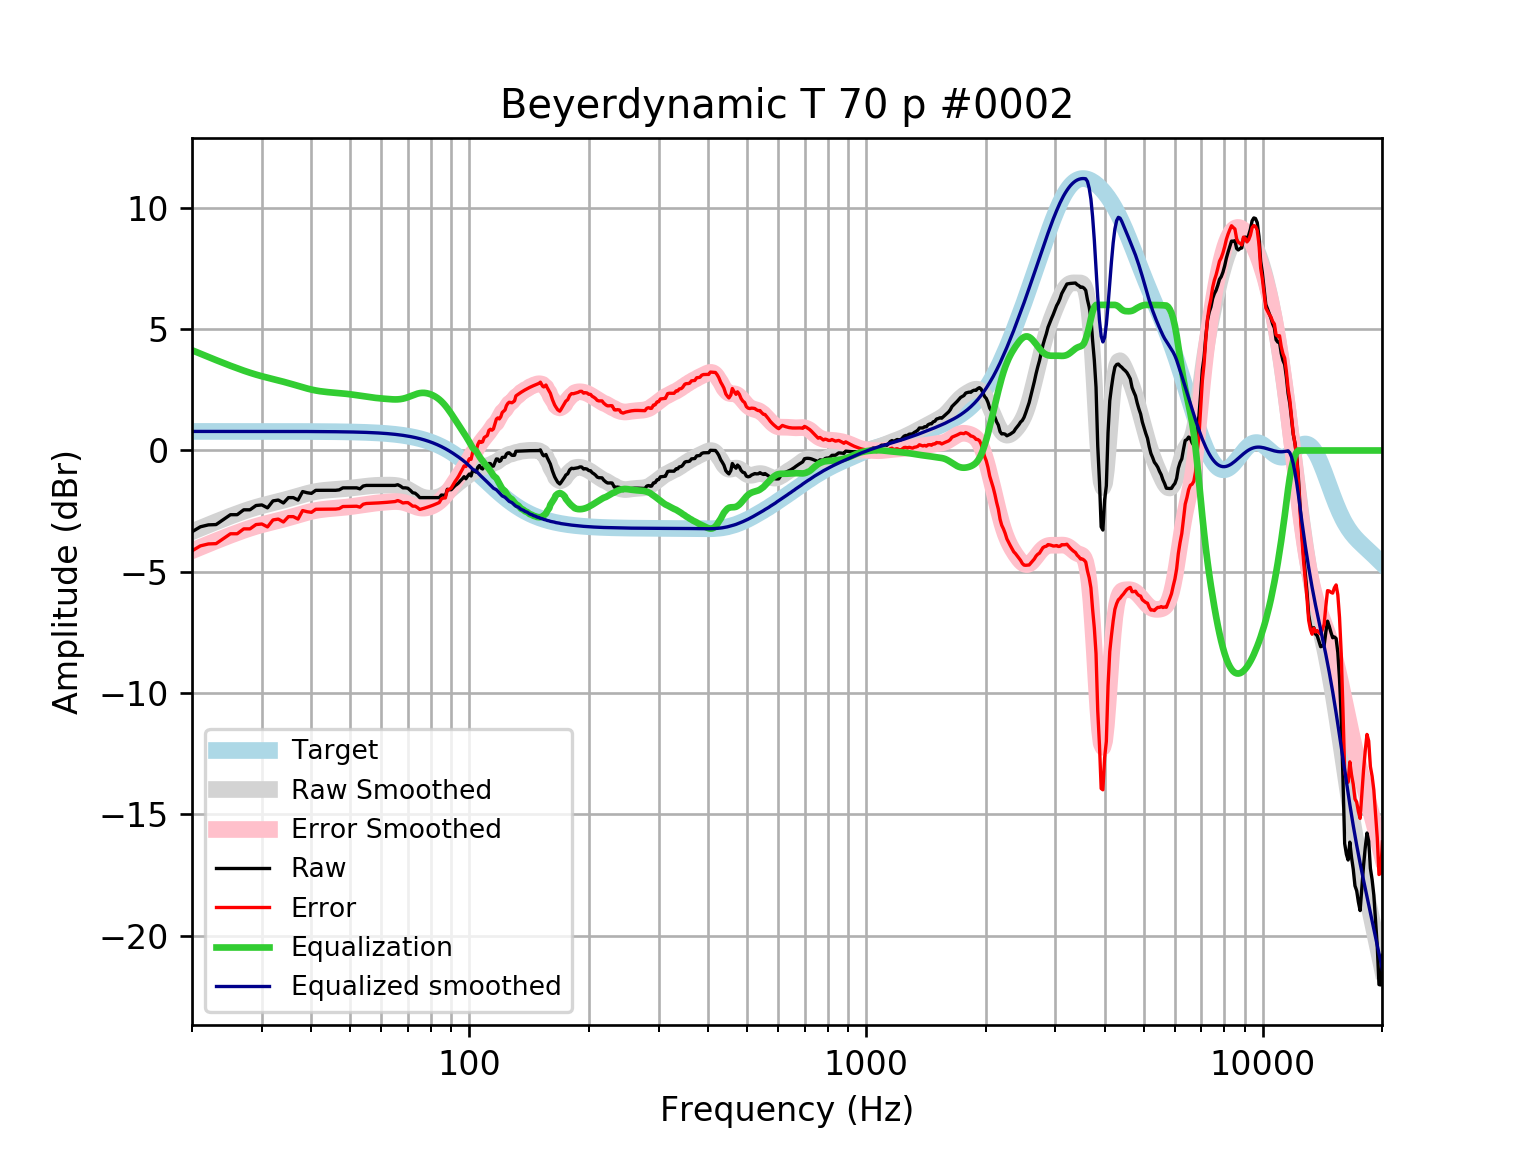 Beyerdynamic T 70 p #0002
Amplitude (dBr)
10
5
0
−5
−10
−15
−20
Target
Raw Smoothed
Error Smoothed
Raw
Error
Equalization
Equalized smoothed
100
1000
10000
Frequency (Hz)